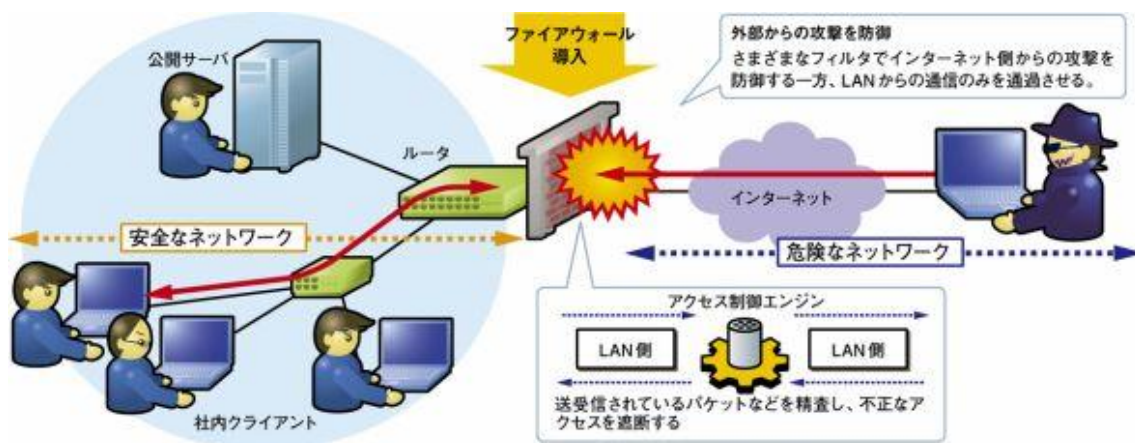 ファイアウォール
導入
外部からの攻撃を防御
さまざまなフィルタでインターネット側からの攻撃を
防御する一方、LANからの通信のみを通過させる。
公開サーバ
ルータ
インターネット
安全なネットワーク
危険なネットワーク
アクセス制御エンジン
LAN側
LAN側
送受信されているパケットなどを精査し、不正なア
クセスを遮断する
社内クライアント